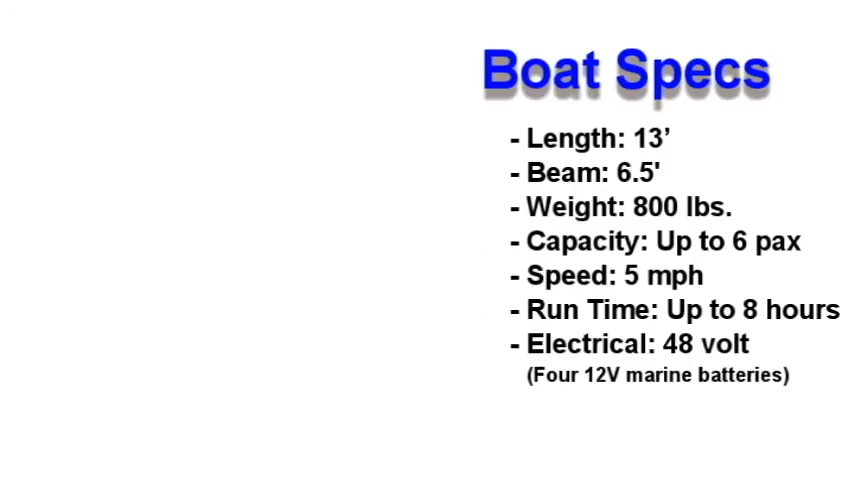 Boat Specs
- Length: 13’
- Beam: 6.5'
- Weight: 800 lbs.
- Capacity: Up to 6 pax
- Speed: 5 mph
- Run Time: Up to 8 hours
- Electrical: 48 volt
(Four 12V marine batteries)